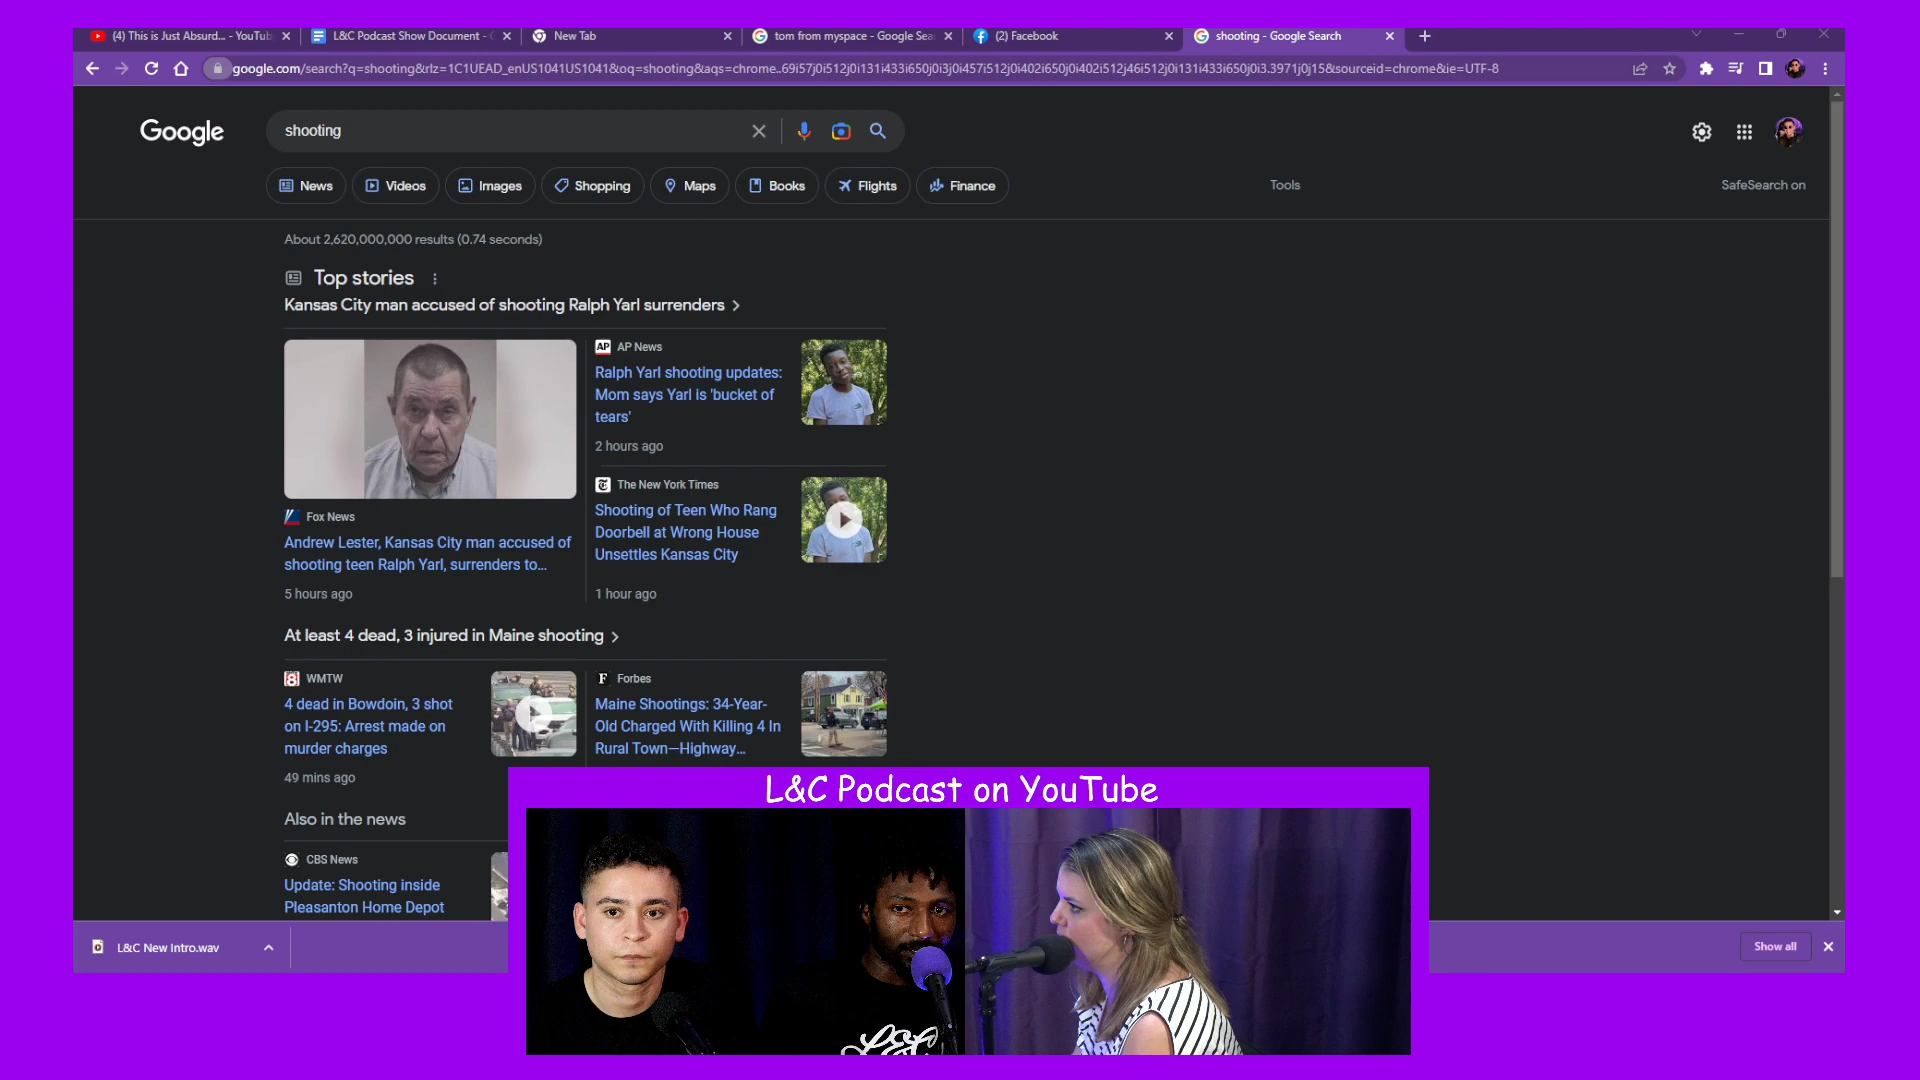 (4) This is Just Absurd... - YouTub
L&C Podcast Show Document - G
New Tab
tom from myspace - Google Sea
(2) Facebook
shooting - Google Search
google.com/search?q=shooting&rlz=1C1UEAD_enUS1041US1041&oq=shooting&aqs=chrome..69i57j0i512j0i131i433i650j0i3j0i457i512j0i402i650j0i402i512j46i512j0i131i433i650j0i3.3971j0j15&sourceid=chrome&ie=UTF-8
Google
shooting
News
Videos
Images
Shopping
Maps
Books
Flights
Finance
Tools
SafeSearch on
About 2,620,000,000 results (0.74 seconds)
Top stories
Kansas City man accused of shooting Ralph Yarl surrenders
Fox News
Andrew Lester, Kansas City man accused of
shooting teen Ralph Yarl, surrenders to...
5 hours ago
AP AP News
Ralph Yarl shooting updates:
Mom says Yarl is 'bucket of
tears'
2 hours ago
The New York Times
Shooting of Teen Who Rang
Doorbell at Wrong House
Unsettles Kansas City
1 hour ago
At least 4 dead, 3 injured in Maine shooting
8 WMTW
4 dead in Bowdoin, 3 shot
on I-295: Arrest made on
murder charges
49 mins ago
F Forbes
Maine Shootings: 34-Year-
Old Charged With Killing 4 In
Rural Town—Highway...
Also in the news
CBS News
Update: Shooting inside
Pleasanton Home Depot
L&C Podcast on YouTube
L&C New Intro.wav
Show all